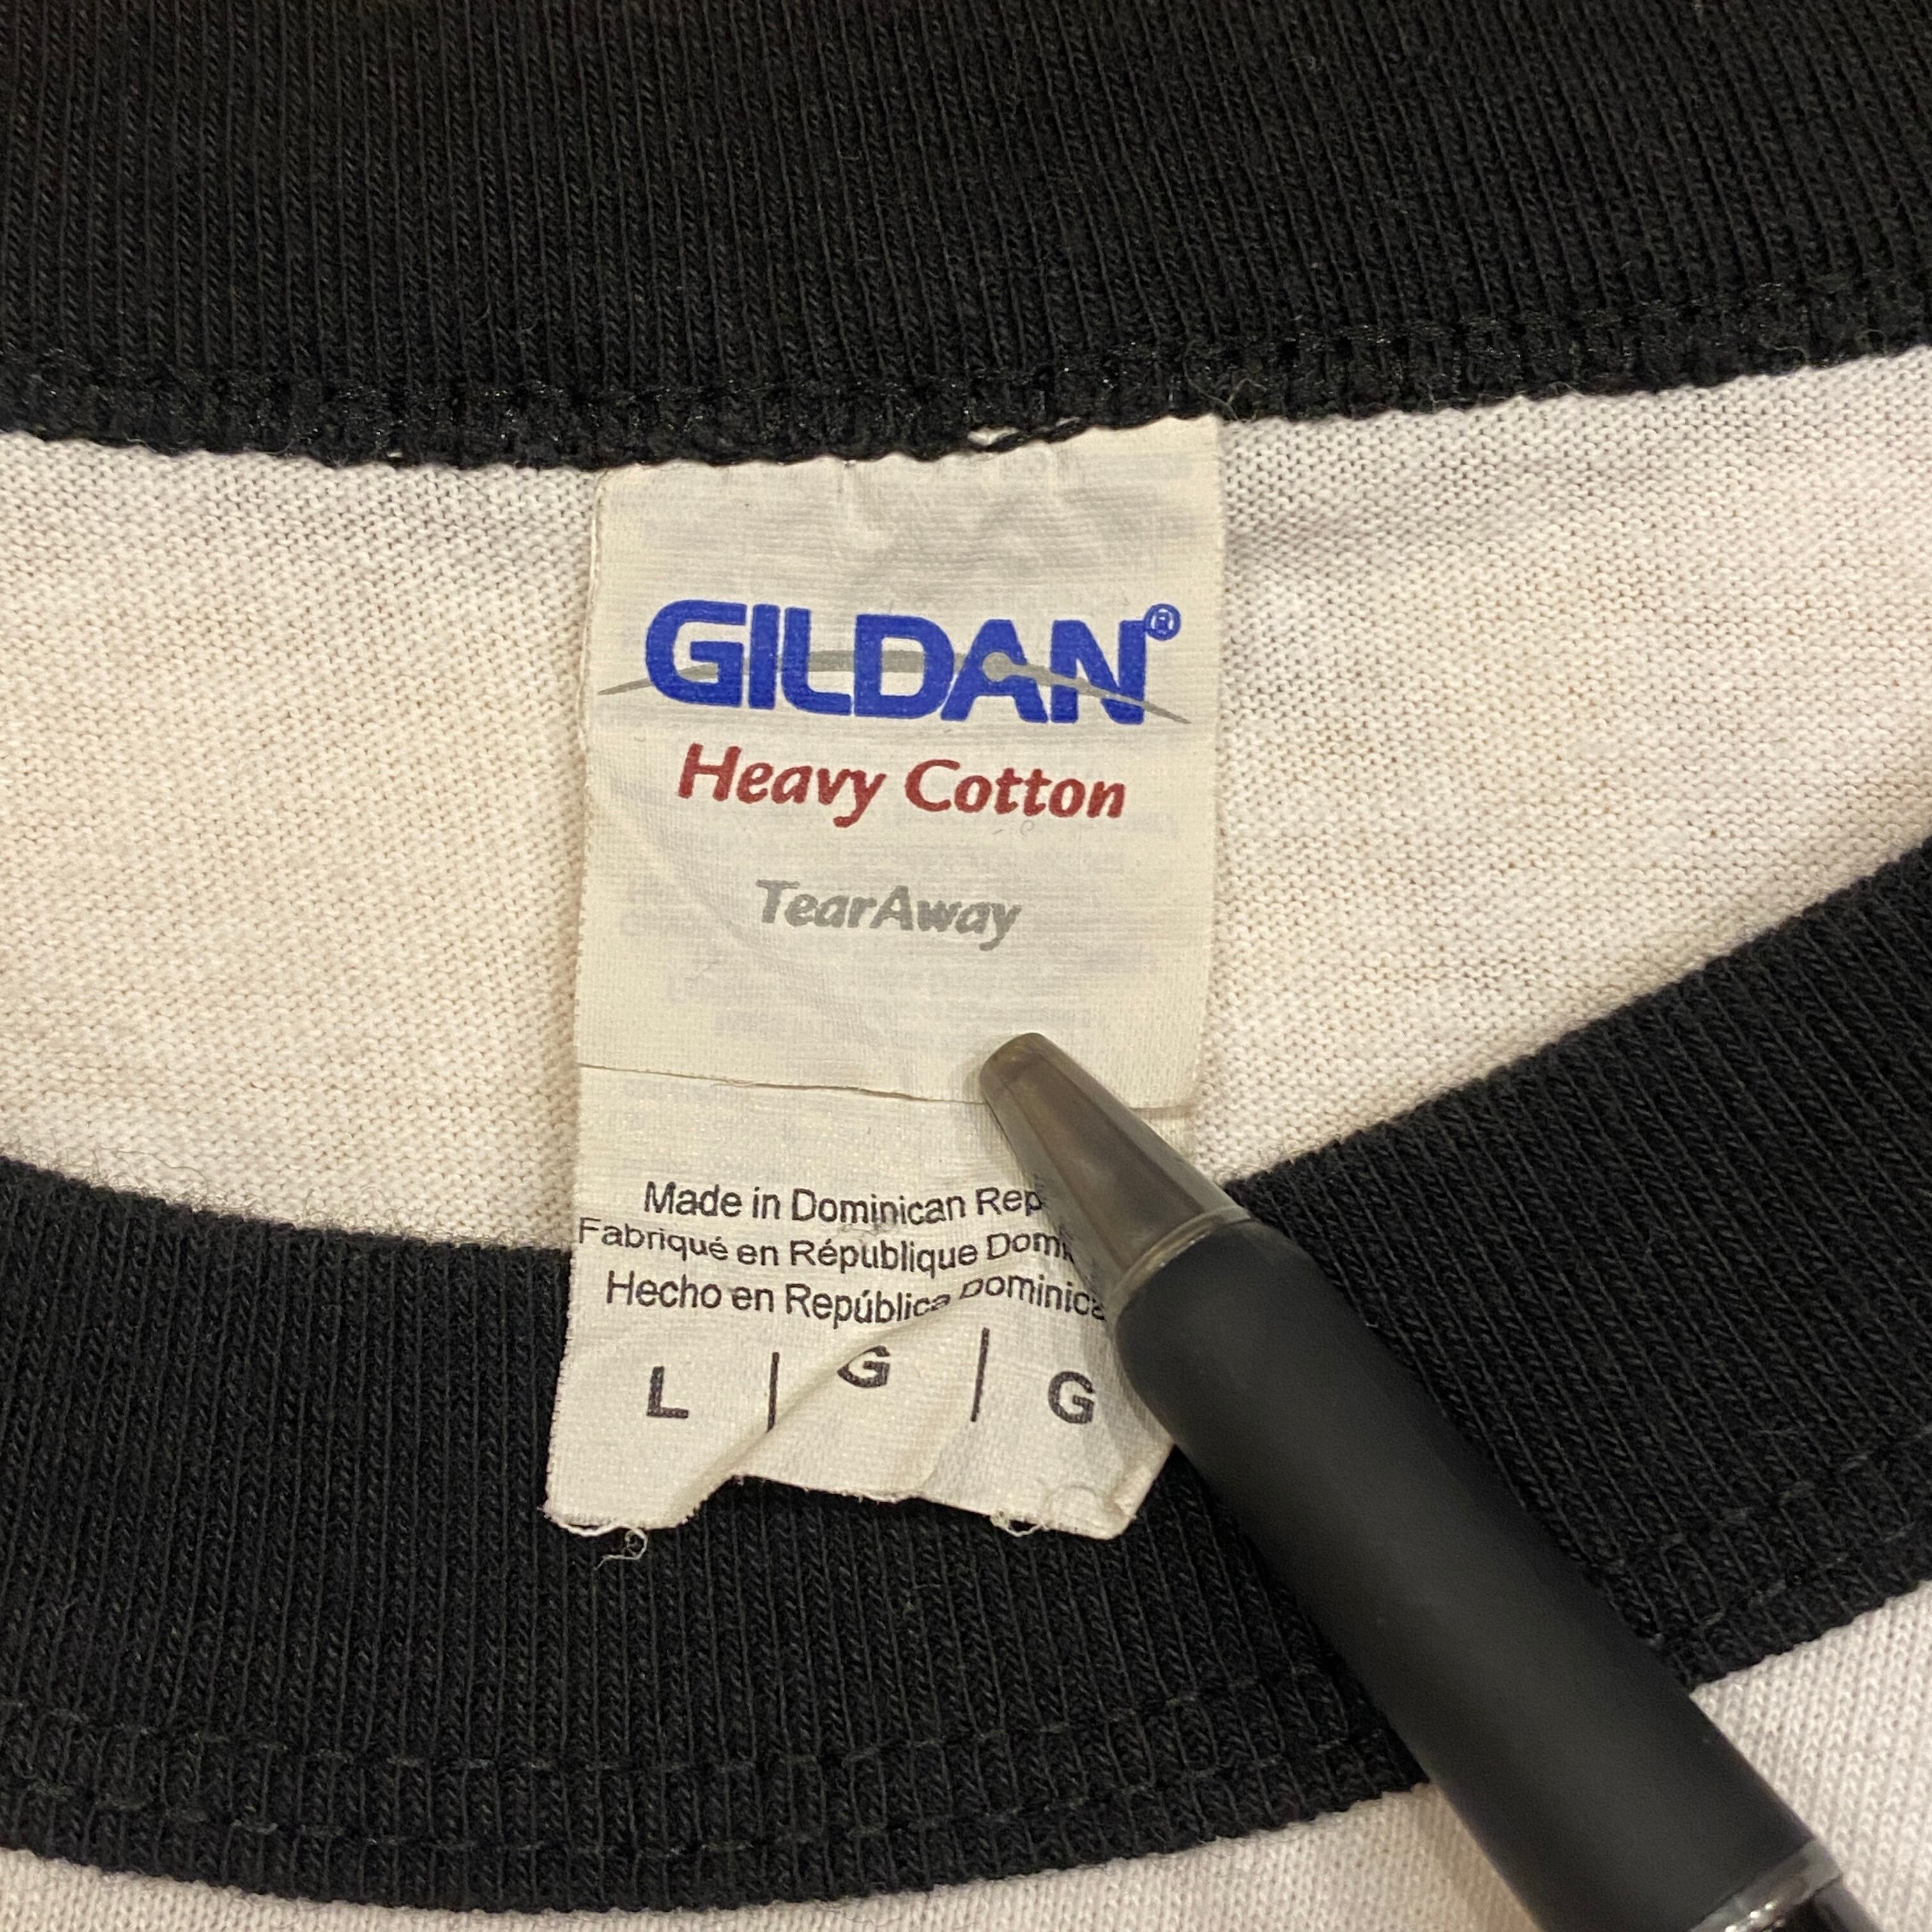 GILDAN®
Heavy Cotton
TearAway
Made in Dominican Rep
Fabriqué en République Domi
Hecho en República Dominica
L | G | G